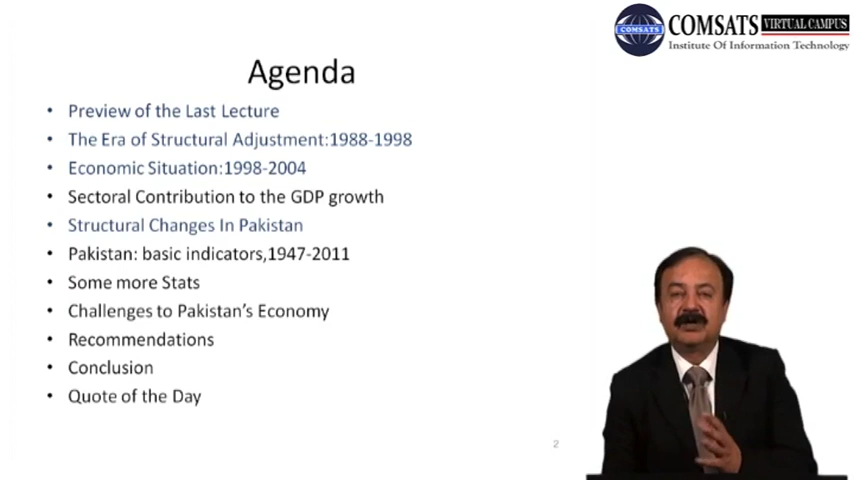 COMSATS VIRTUAL CAMPUS
COMSATS
Institute Of Information Technology
Agenda
• Preview of the Last Lecture
• The Era of Structural Adjustment:1988-1998
• Economic Situation:1998-2004
• Sectoral Contribution to the GDP growth
• Structural Changes In Pakistan
• Pakistan: basic indicators,1947-2011
• Some more Stats
• Challenges to Pakistan's Economy
• Recommendations
• Conclusion
• Quote of the Day
2